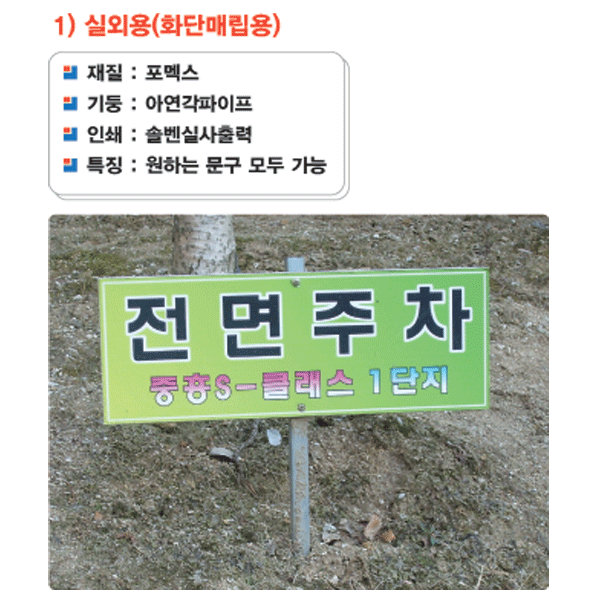 1) 실외용(화단매립용)
재질 : 포멕스
기둥 : 아연각파이프
인쇄 : 솔벤실사출력
특징 : 원하는 문구 모두 가능
전면주차
중흥S-클래스 1단지